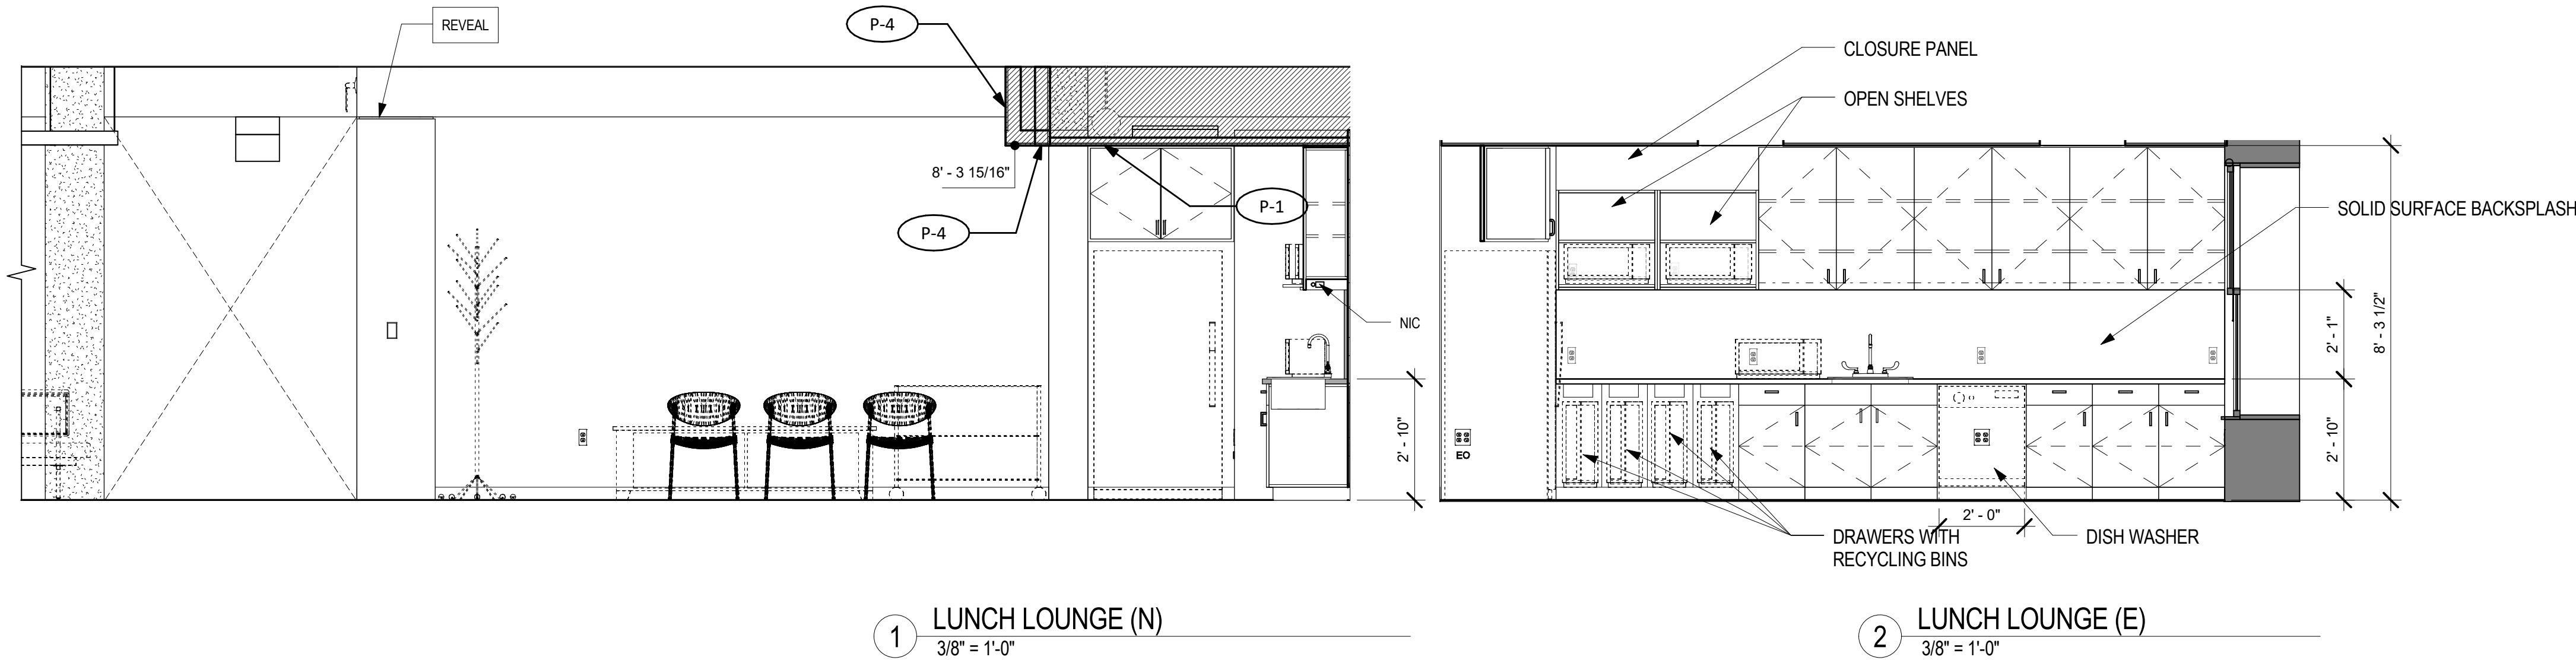 REVEAL
P-4
8' - 3 15/16"
P-4
P-1
NIC
2' - 10"
1
LUNCH LOUNGE (N)
3/8" = 1'-0"
CLOSURE PANEL
OPEN SHELVES
SOLID SURFACE BACKSPLASH
2' - 1"
8' - 3 1/2"
2' - 10"
EO
2' - 0"
DRAWERS WITH
RECYCLING BINS
DISH WASHER
2
LUNCH LOUNGE (E)
3/8" = 1'-0"